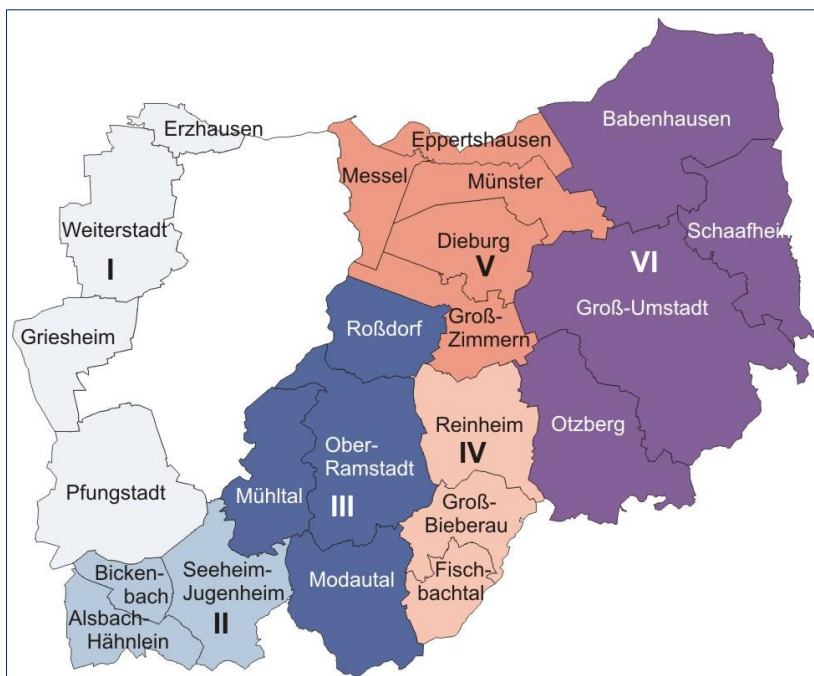 Erzhausen
Eppertshausen
Babenhausen
Messel
Münster
Weiterstadt
I
Dieburg
V
Schaafheim
VI
Griesheim
Roßdorf
Groß-
Zimmern
Groß-Umstadt
Reinheim
IV
Otzberg
Ober-
Ramstadt
III
Pfungstadt
Mühltal
Groß-
Bieberau
Bicken-
bach
Seeheim-
Jugenheim
II
Modautal
Fisch-
bachtal
Alsbach-
Hähnlein